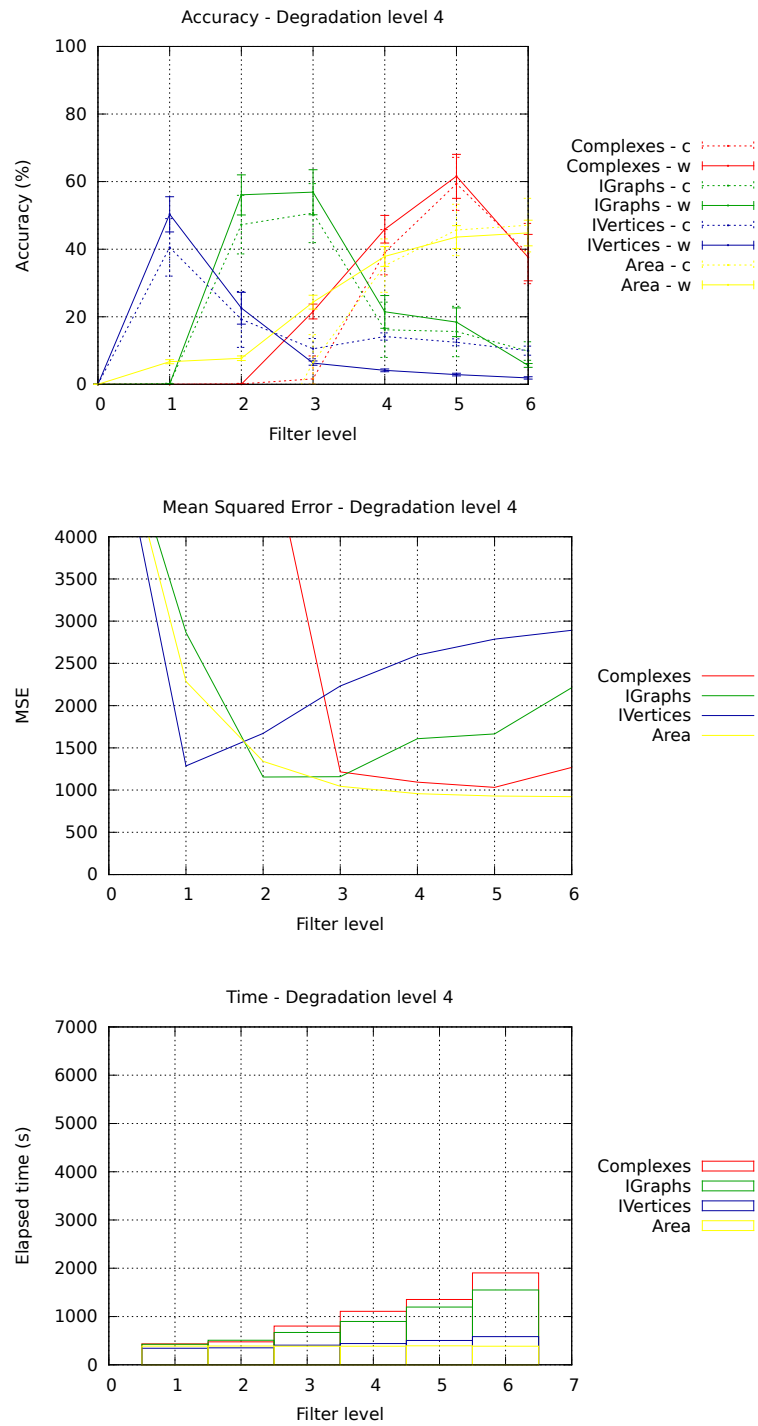 Accuracy - Degradation level 4
100
80
60
40
20
0
Accuracy (%)
0 1 2 3 4 5 6
Filter level
Complexes - c
Complexes - w
IGraphs - c
IGraphs - w
IVertices - c
IVertices - w
Area - c
Area - w
Mean Squared Error - Degradation level 4
4000
3500
3000
2500
2000
1500
1000
500
0
MSE
0 1 2 3 4 5 6
Filter level
Complexes
IGraphs
IVertices
Area
Time - Degradation level 4
7000
6000
5000
4000
3000
2000
1000
0
Elapsed time (s)
0 1 2 3 4 5 6 7
Filter level
Complexes
IGraphs
IVertices
Area